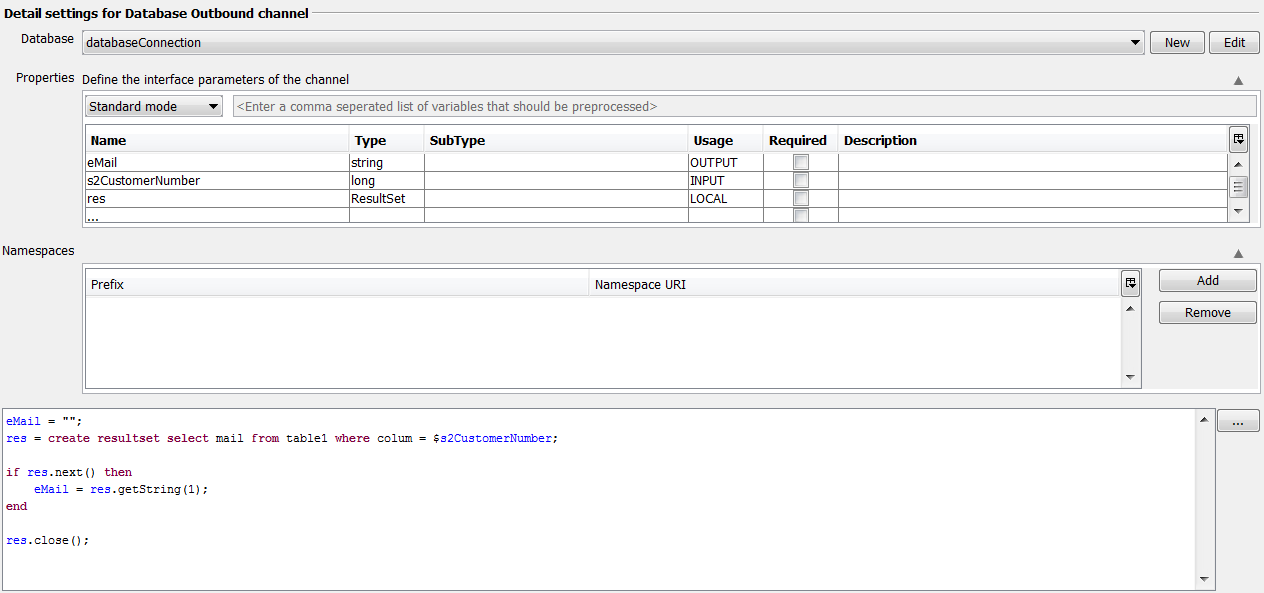 Detail settings for Database Outbound channel
Database databaseConnection New Edit
Properties Define the interface parameters of the channel
Standard mode <Enter a comma seperated list of variables that should be preprocessed>
Name Type SubType Usage Required Description
eMail string OUTPUT
s2CustomerNumber long INPUT
res ResultSet LOCAL
...
Namespaces
Prefix Namespace URI Add
Remove
eMail = "";
...
res = create resultset select mail from table1 where colum = $s2CustomerNumber;
if res.next() then
eMail = res.getString(1);
end
res.close();